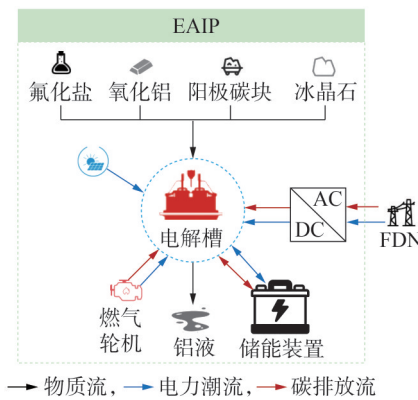 EAIP
氟化盐 氧化铝 阳极碳块 冰晶石
AC
DC
FDN
电解槽
燃气
轮机
铝液
储能装置
物质流, 电力潮流, 碳排放流